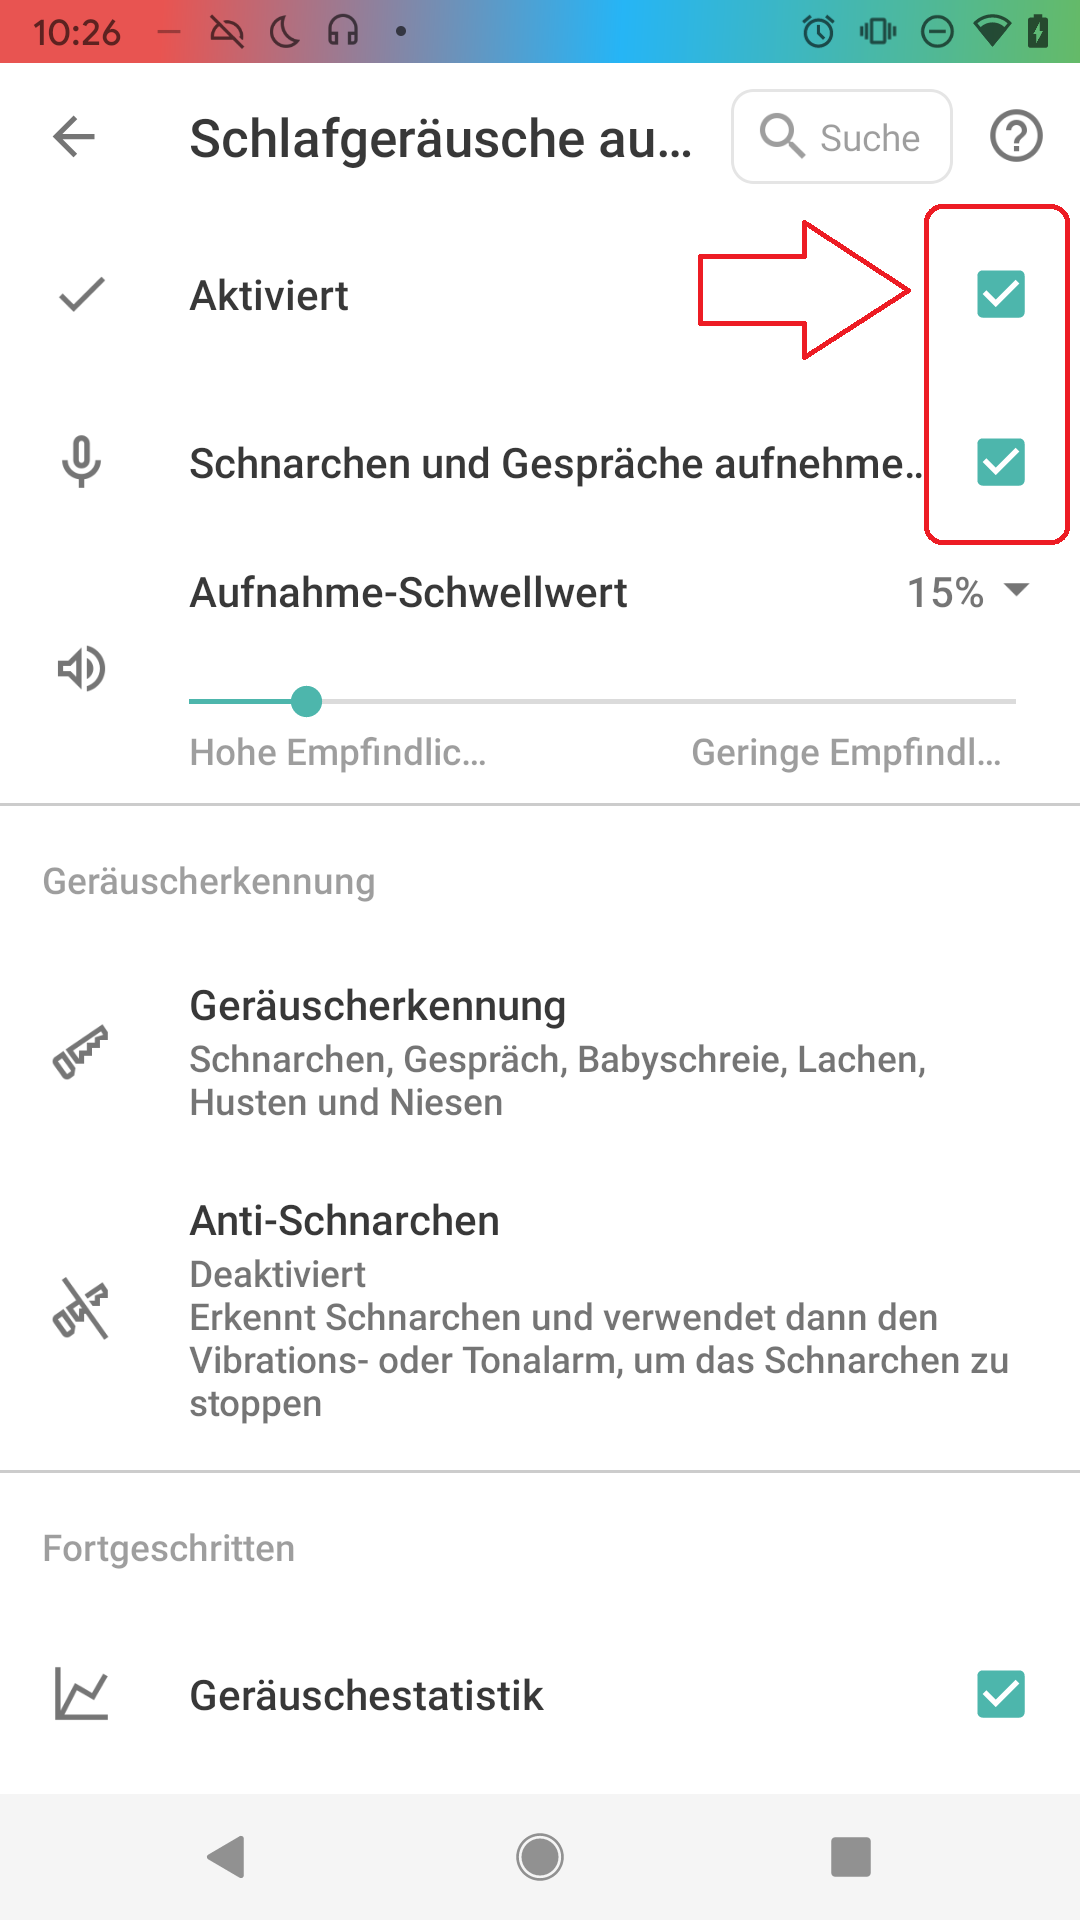 10:26
Schlafgeräusche au...
Suche
Aktiviert
Schnarchen und Gespräche aufnehme...
Aufnahme-Schwellwert
15%
Hohe Empfindlic...
Geringe Empfindl...
Geräuscherkennung
Geräuscherkennung
Schnarchen, Gespräch, Babyschreie, Lachen,
Husten und Niesen
Anti-Schnarchen
Deaktiviert
Erkennt Schnarchen und verwendet dann den
Vibrations- oder Tonalarm, um das Schnarchen zu
stoppen
Fortgeschritten
Geräuschestatistik